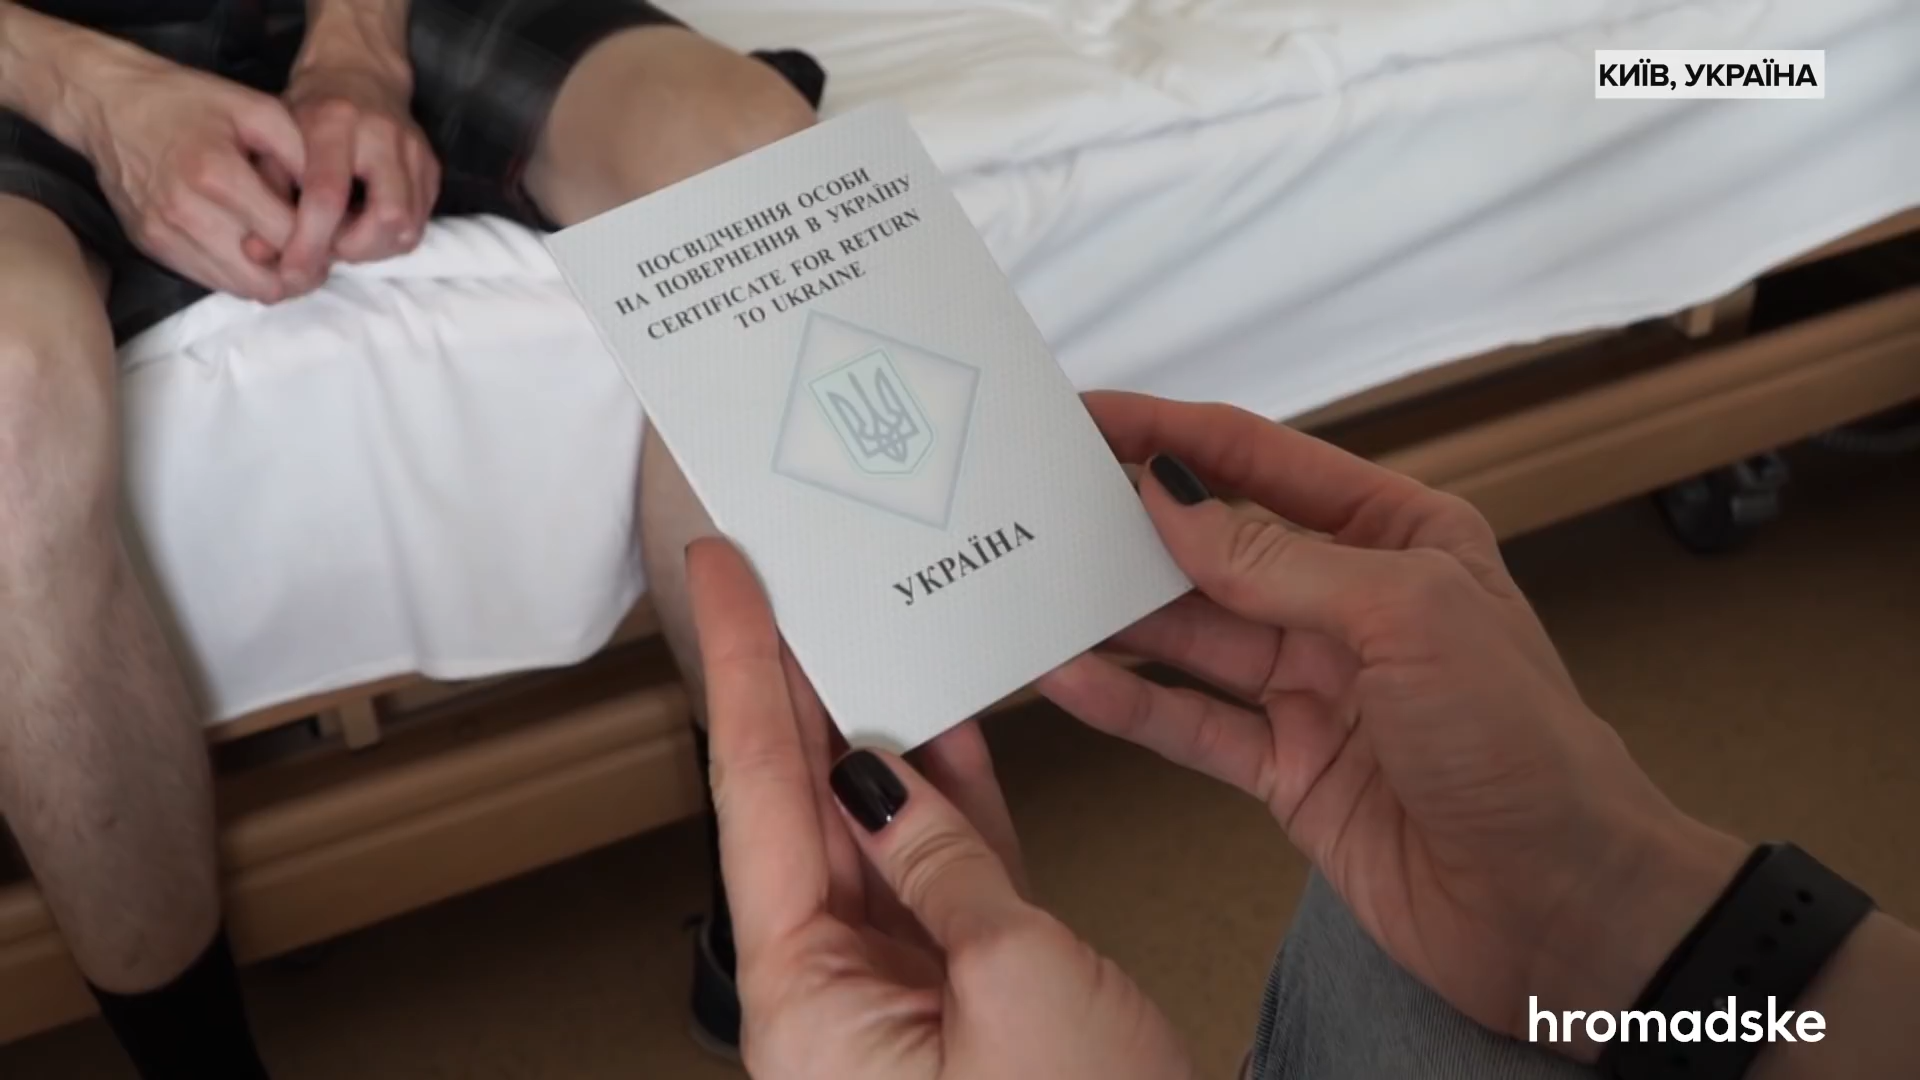 КИЇВ, УКРАЇНА
ПОСВІДЧЕННЯ ОСОБИ
НА ПОВЕРНЕННЯ В УКРАЇНУ
CERTIFICATE FOR RETURN
TO UKRAINE
УКРАЇНА
hromadske